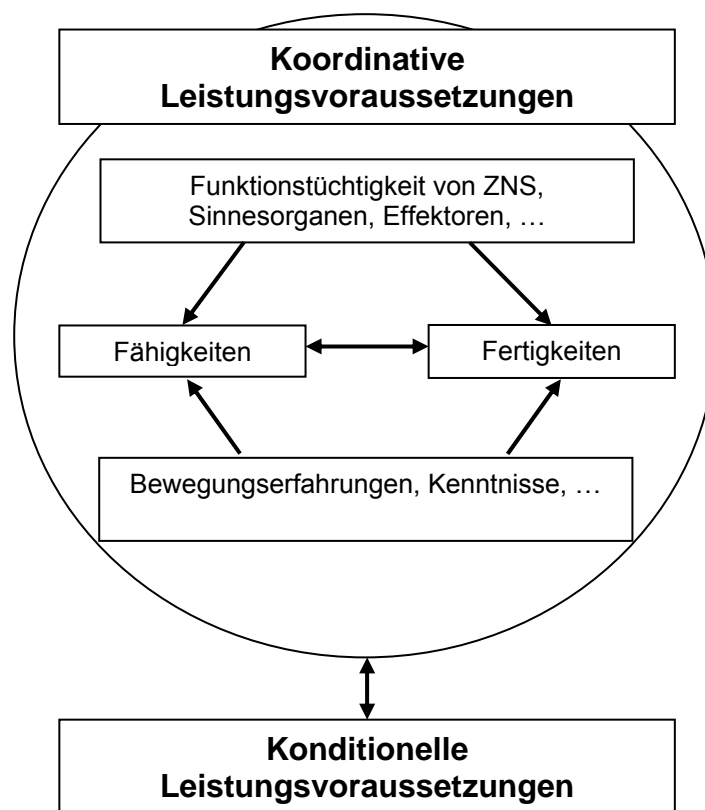 Koordinative
Leistungsvoraussetzungen
Funktionstüchtigkeit von ZNS,
Sinnesorganen, Effektoren, …
Fähigkeiten
Fertigkeiten
Bewegungserfahrungen, Kenntnisse, …
Konditionelle
Leistungsvoraussetzungen